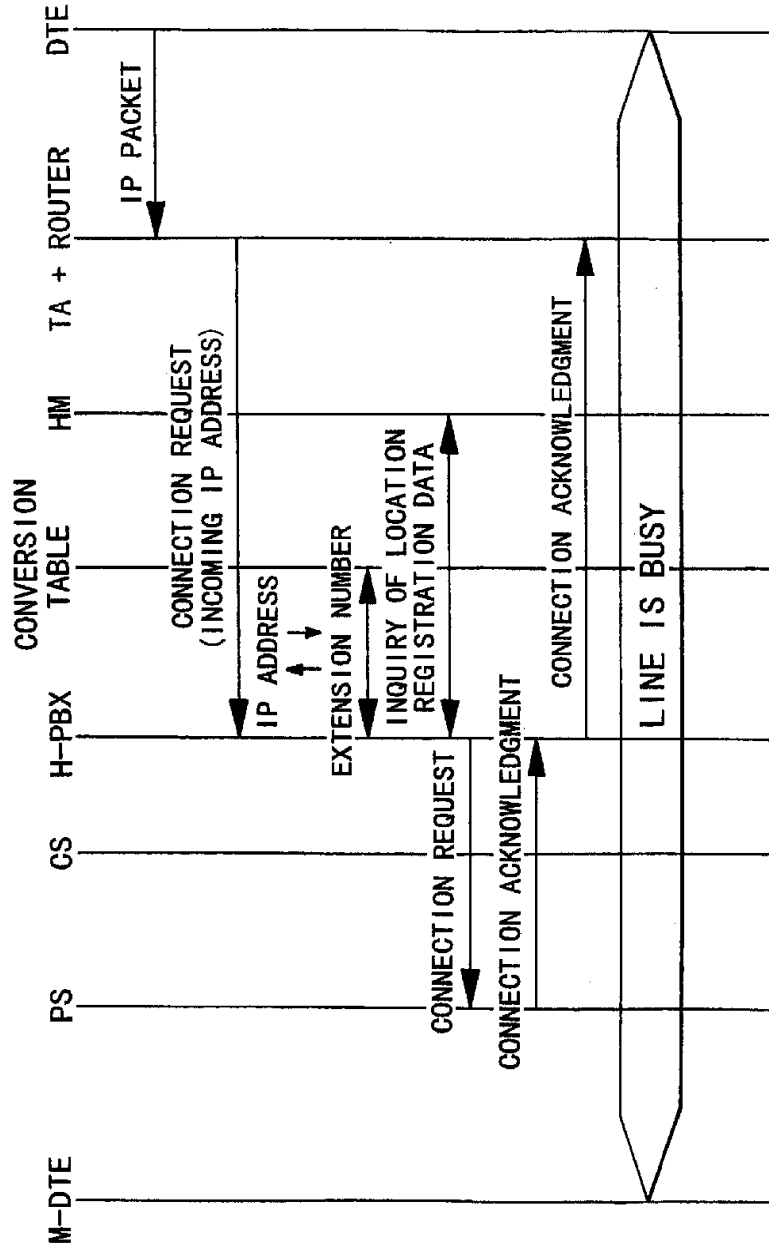 M-DTE
PS
CS
H-PBX
CONVERSION
TABLE
HM
TA + ROUTER
DTE
IP PACKET
CONNECTION REQUEST
(INCOMING IP ADDRESS)
IP ADDRESS
EXTENSION NUMBER
INQUIRY OF LOCATION
REGISTRATION DATA
CONNECTION REQUEST
CONNECTION ACKNOWLEDGMENT
CONNECTION ACKNOWLEDGMENT
LINE IS BUSY